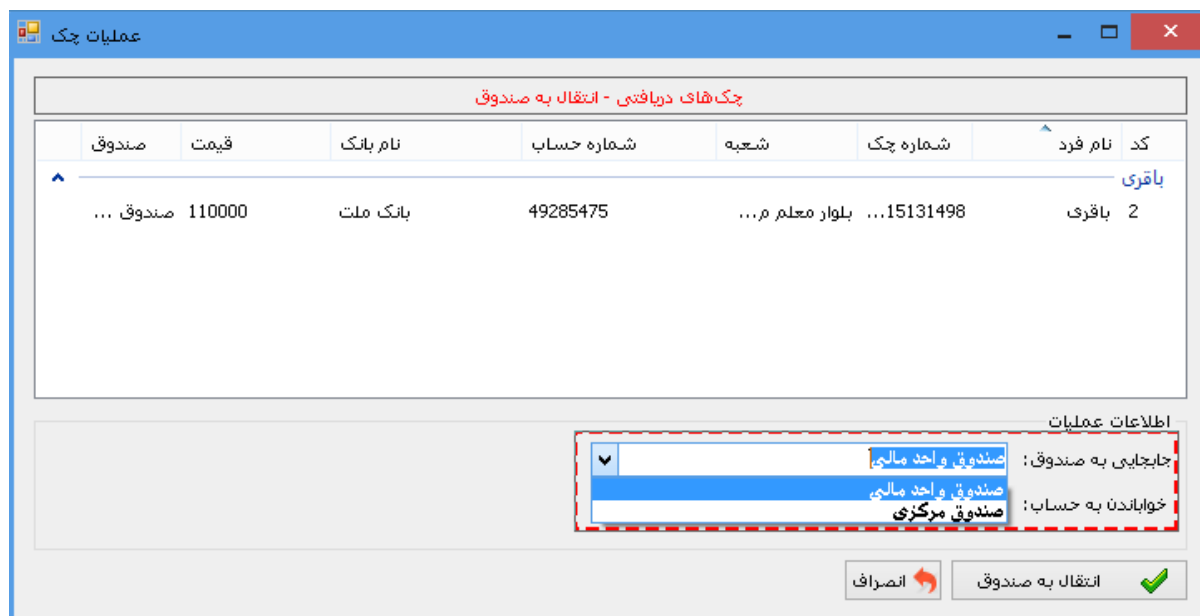 عملیات چک
چک‌های دریافتی - انتقال به صندوق
کد نام فرد شماره چک شعبه شماره حساب نام بانک قیمت صندوق
باقری
2 باقری 15131498... بلوار معلم م... 49285475 بانک ملت 110000 صندوق ...
اطلاعات عملیات
جابجایی به صندوق: صندوق واحد مالی
صندوق واحد مالی
خواباندن به حساب: صندوق مرکزی
انتقال به صندوق انصراف